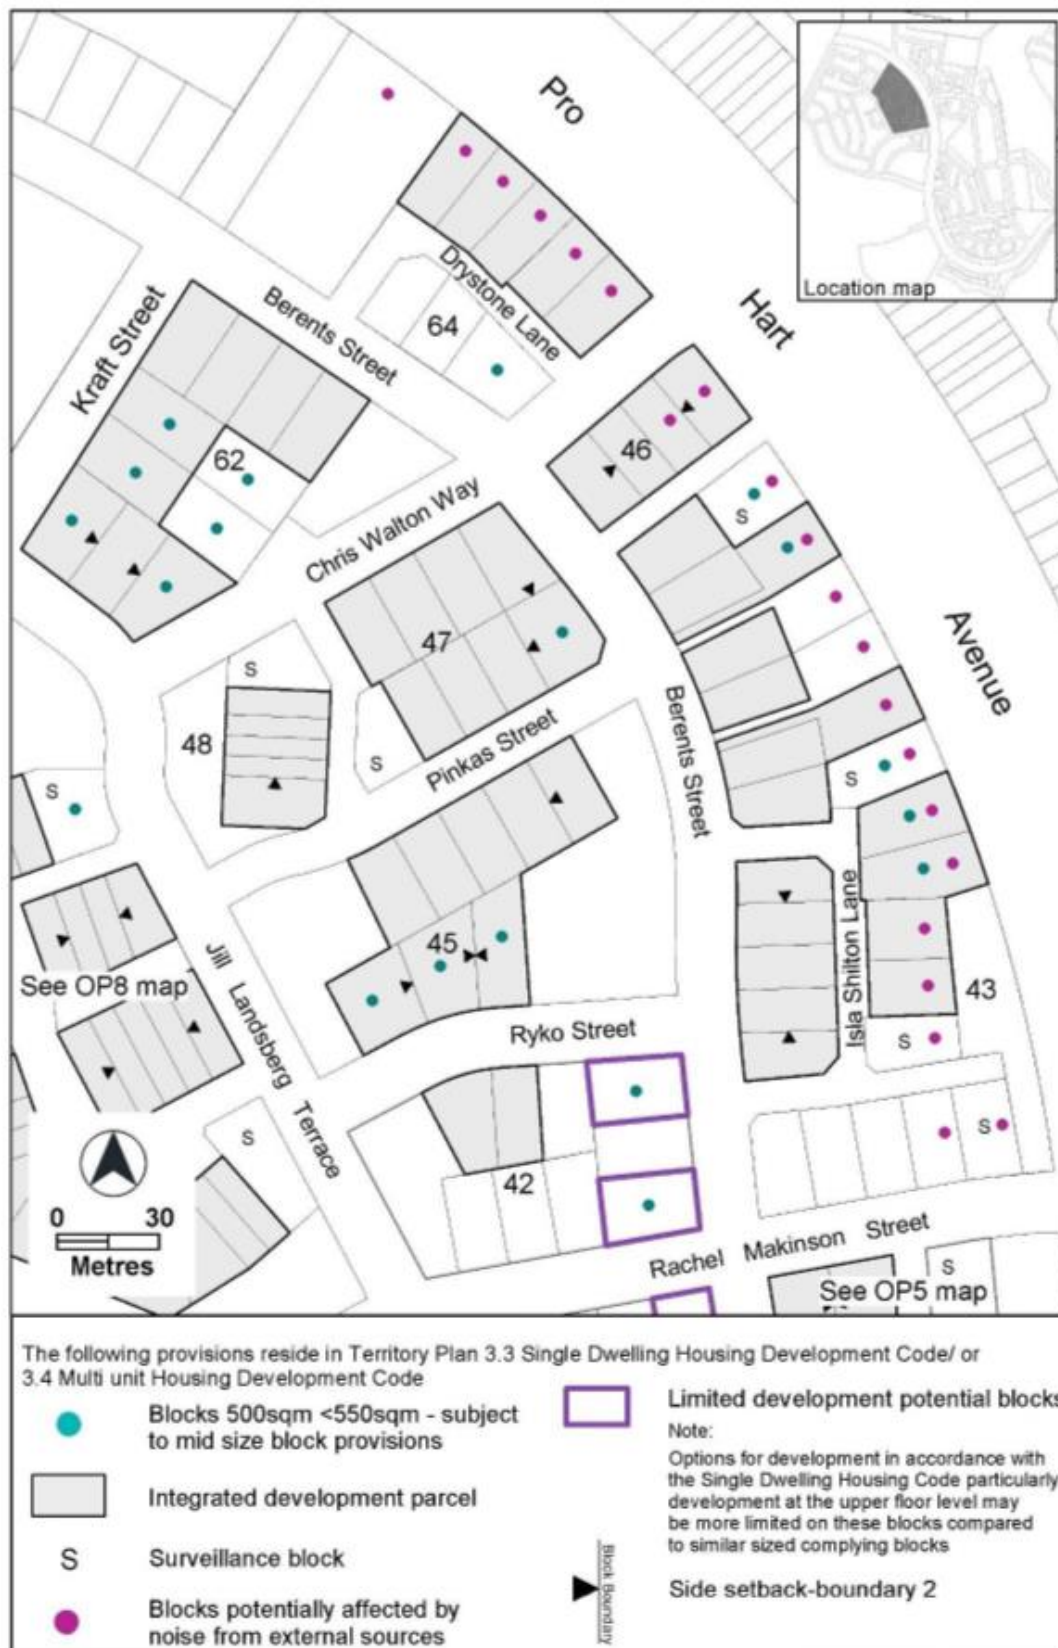 Pro
Hart
Avenue
Location map
Drystone Lane
64
Berents Street
Kraft Street
46
62
S
Chris Walton Way
47
Berents Street
S
48
S
Pinkas Street
S
S
45
Isla Shilton Lane
Jill Landsberg Terrace
See OP8 map
43
Ryko Street
S
S
S
42
0 30
Metres
Rachel Makinson Street
S
See OP5 map
The following provisions reside in Territory Plan 3.3 Single Dwelling Housing Development Code/ or
3.4 Multi unit Housing Development Code
Blocks 500sqm <550sqm - subject
to mid size block provisions
Integrated development parcel
S Surveillance block
Blocks potentially affected by
noise from external sources
Limited development potential blocks
Note:
Options for development in accordance with
the Single Dwelling Housing Code particularly
development at the upper floor level may
be more limited on these blocks compared
to similar sized complying blocks
Block Boundary
Side setback-boundary 2